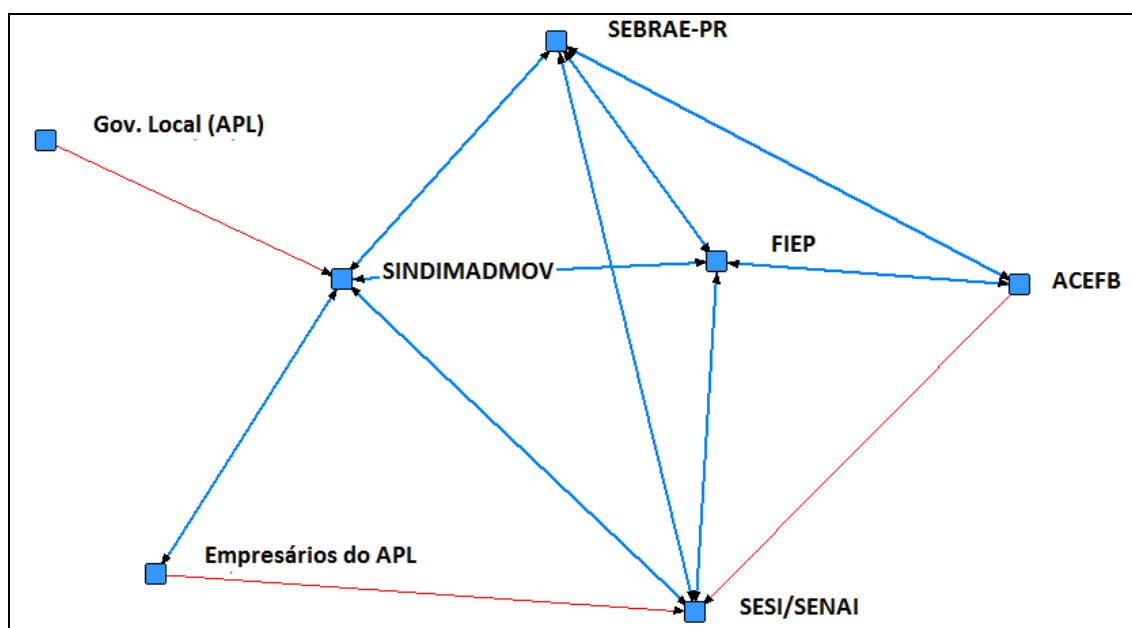 SEBRAE-PR
Gov. Local (APL)
FIEP
SINDIMADMOV
ACEFB
Empresários do APL
SESI/SENAI